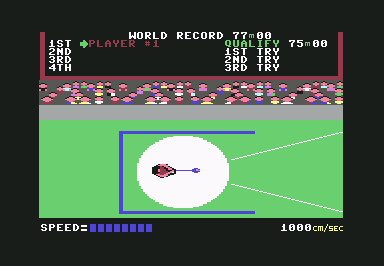 WORLD RECORD 77m00
1ST PLAYER #1 QUALIFY 75m00
2ND 1ST TRY
3RD 2ND TRY
4TH 3RD TRY
SPEED= 1000CM/SEC